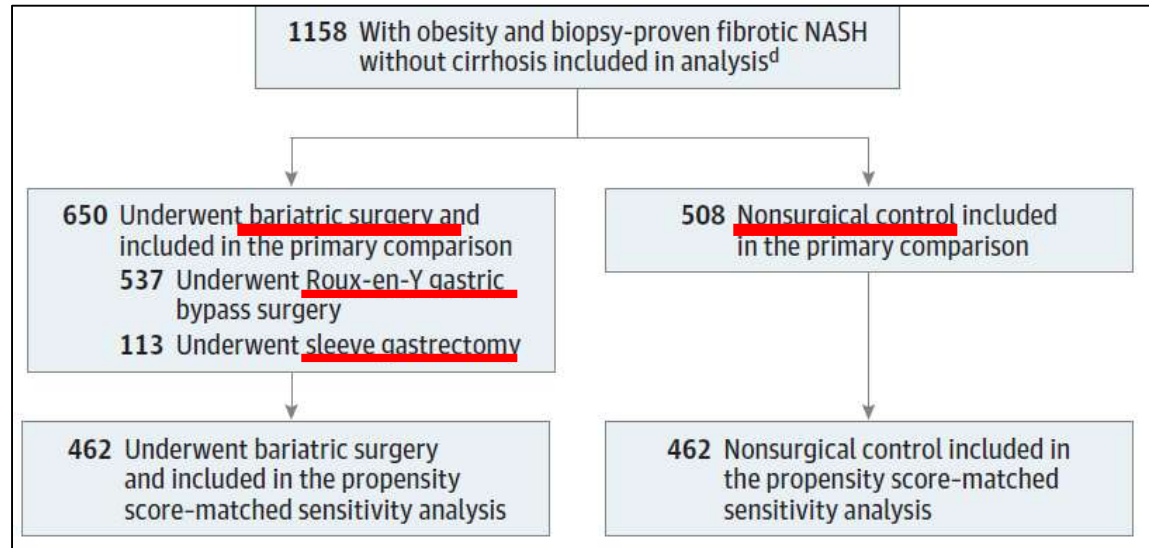 1158 With obesity and biopsy-proven fibrotic NASH
without cirrhosis included in analysisᵈ
650 Underwent bariatric surgery and
included in the primary comparison
537 Underwent Roux-en-Y gastric
bypass surgery
113 Underwent sleeve gastrectomy
508 Nonsurgical control included
in the primary comparison
462 Underwent bariatric surgery
and included in the propensity
score–matched sensitivity analysis
462 Nonsurgical control included in
the propensity score–matched
sensitivity analysis